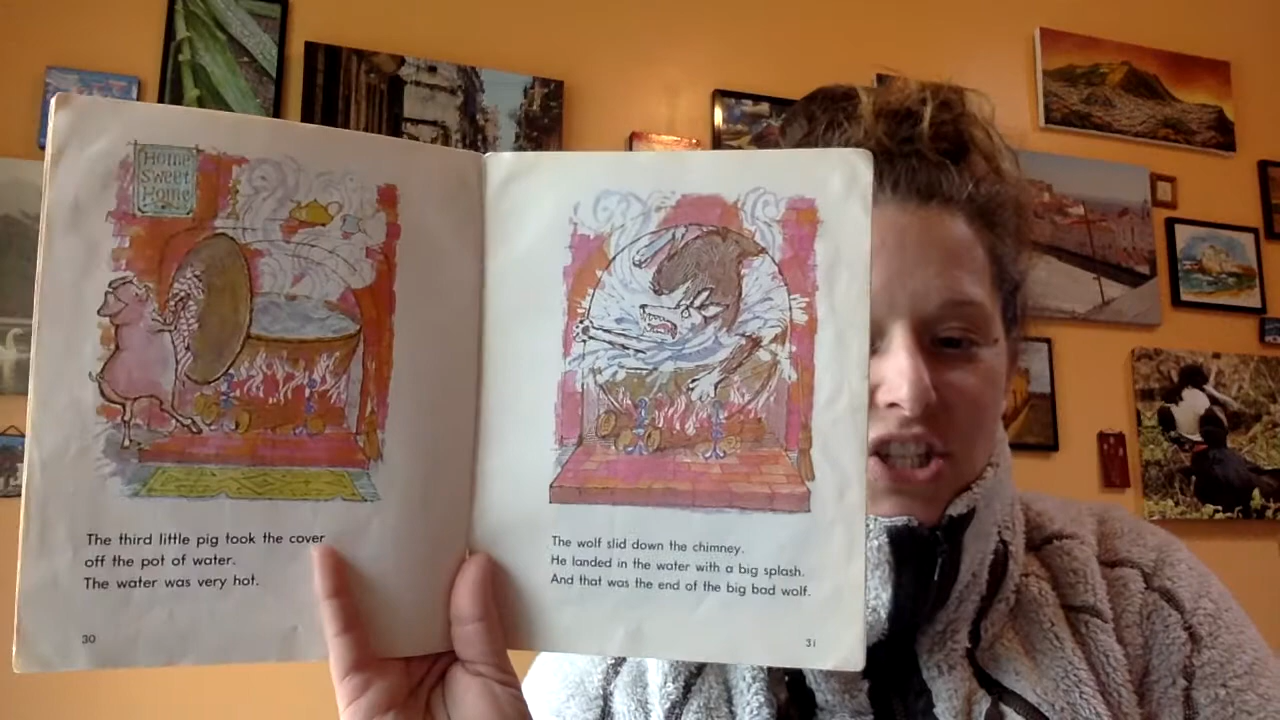 Home
Sweet
Home
The third little pig took the cover
off the pot of water.
The water was very hot.
30
The wolf slid down the chimney.
He landed in the water with a big splash.
And that was the end of the big bad wolf.
31